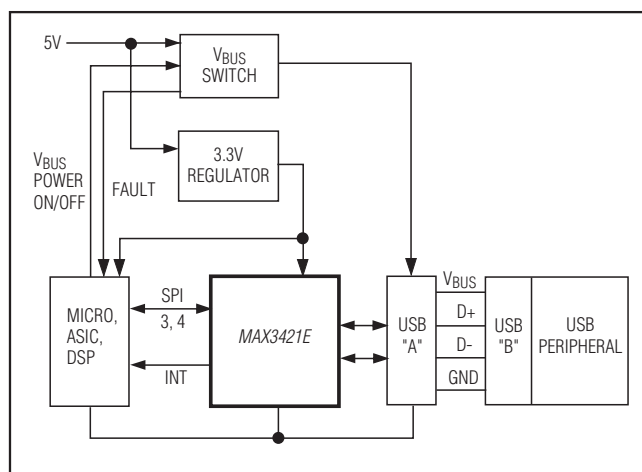 5V
VBUS
SWITCH
3.3V
REGULATOR
VBUS
POWER
ON/OFF
FAULT
MICRO,
ASIC,
DSP
SPI
3, 4
INT
MAX3421E
USB
"A"
VBUS
D+
D-
GND
USB
"B"
USB
PERIPHERAL